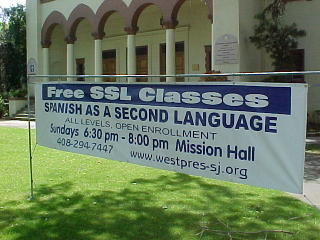 Free SSL Classes
SPANISH AS A SECOND LANGUAGE
ALL LEVELS, OPEN ENROLLMENT
Sundays 6:30 pm - 8:00 pm Mission Hall
408-294-7447
www.westpres-sj.org